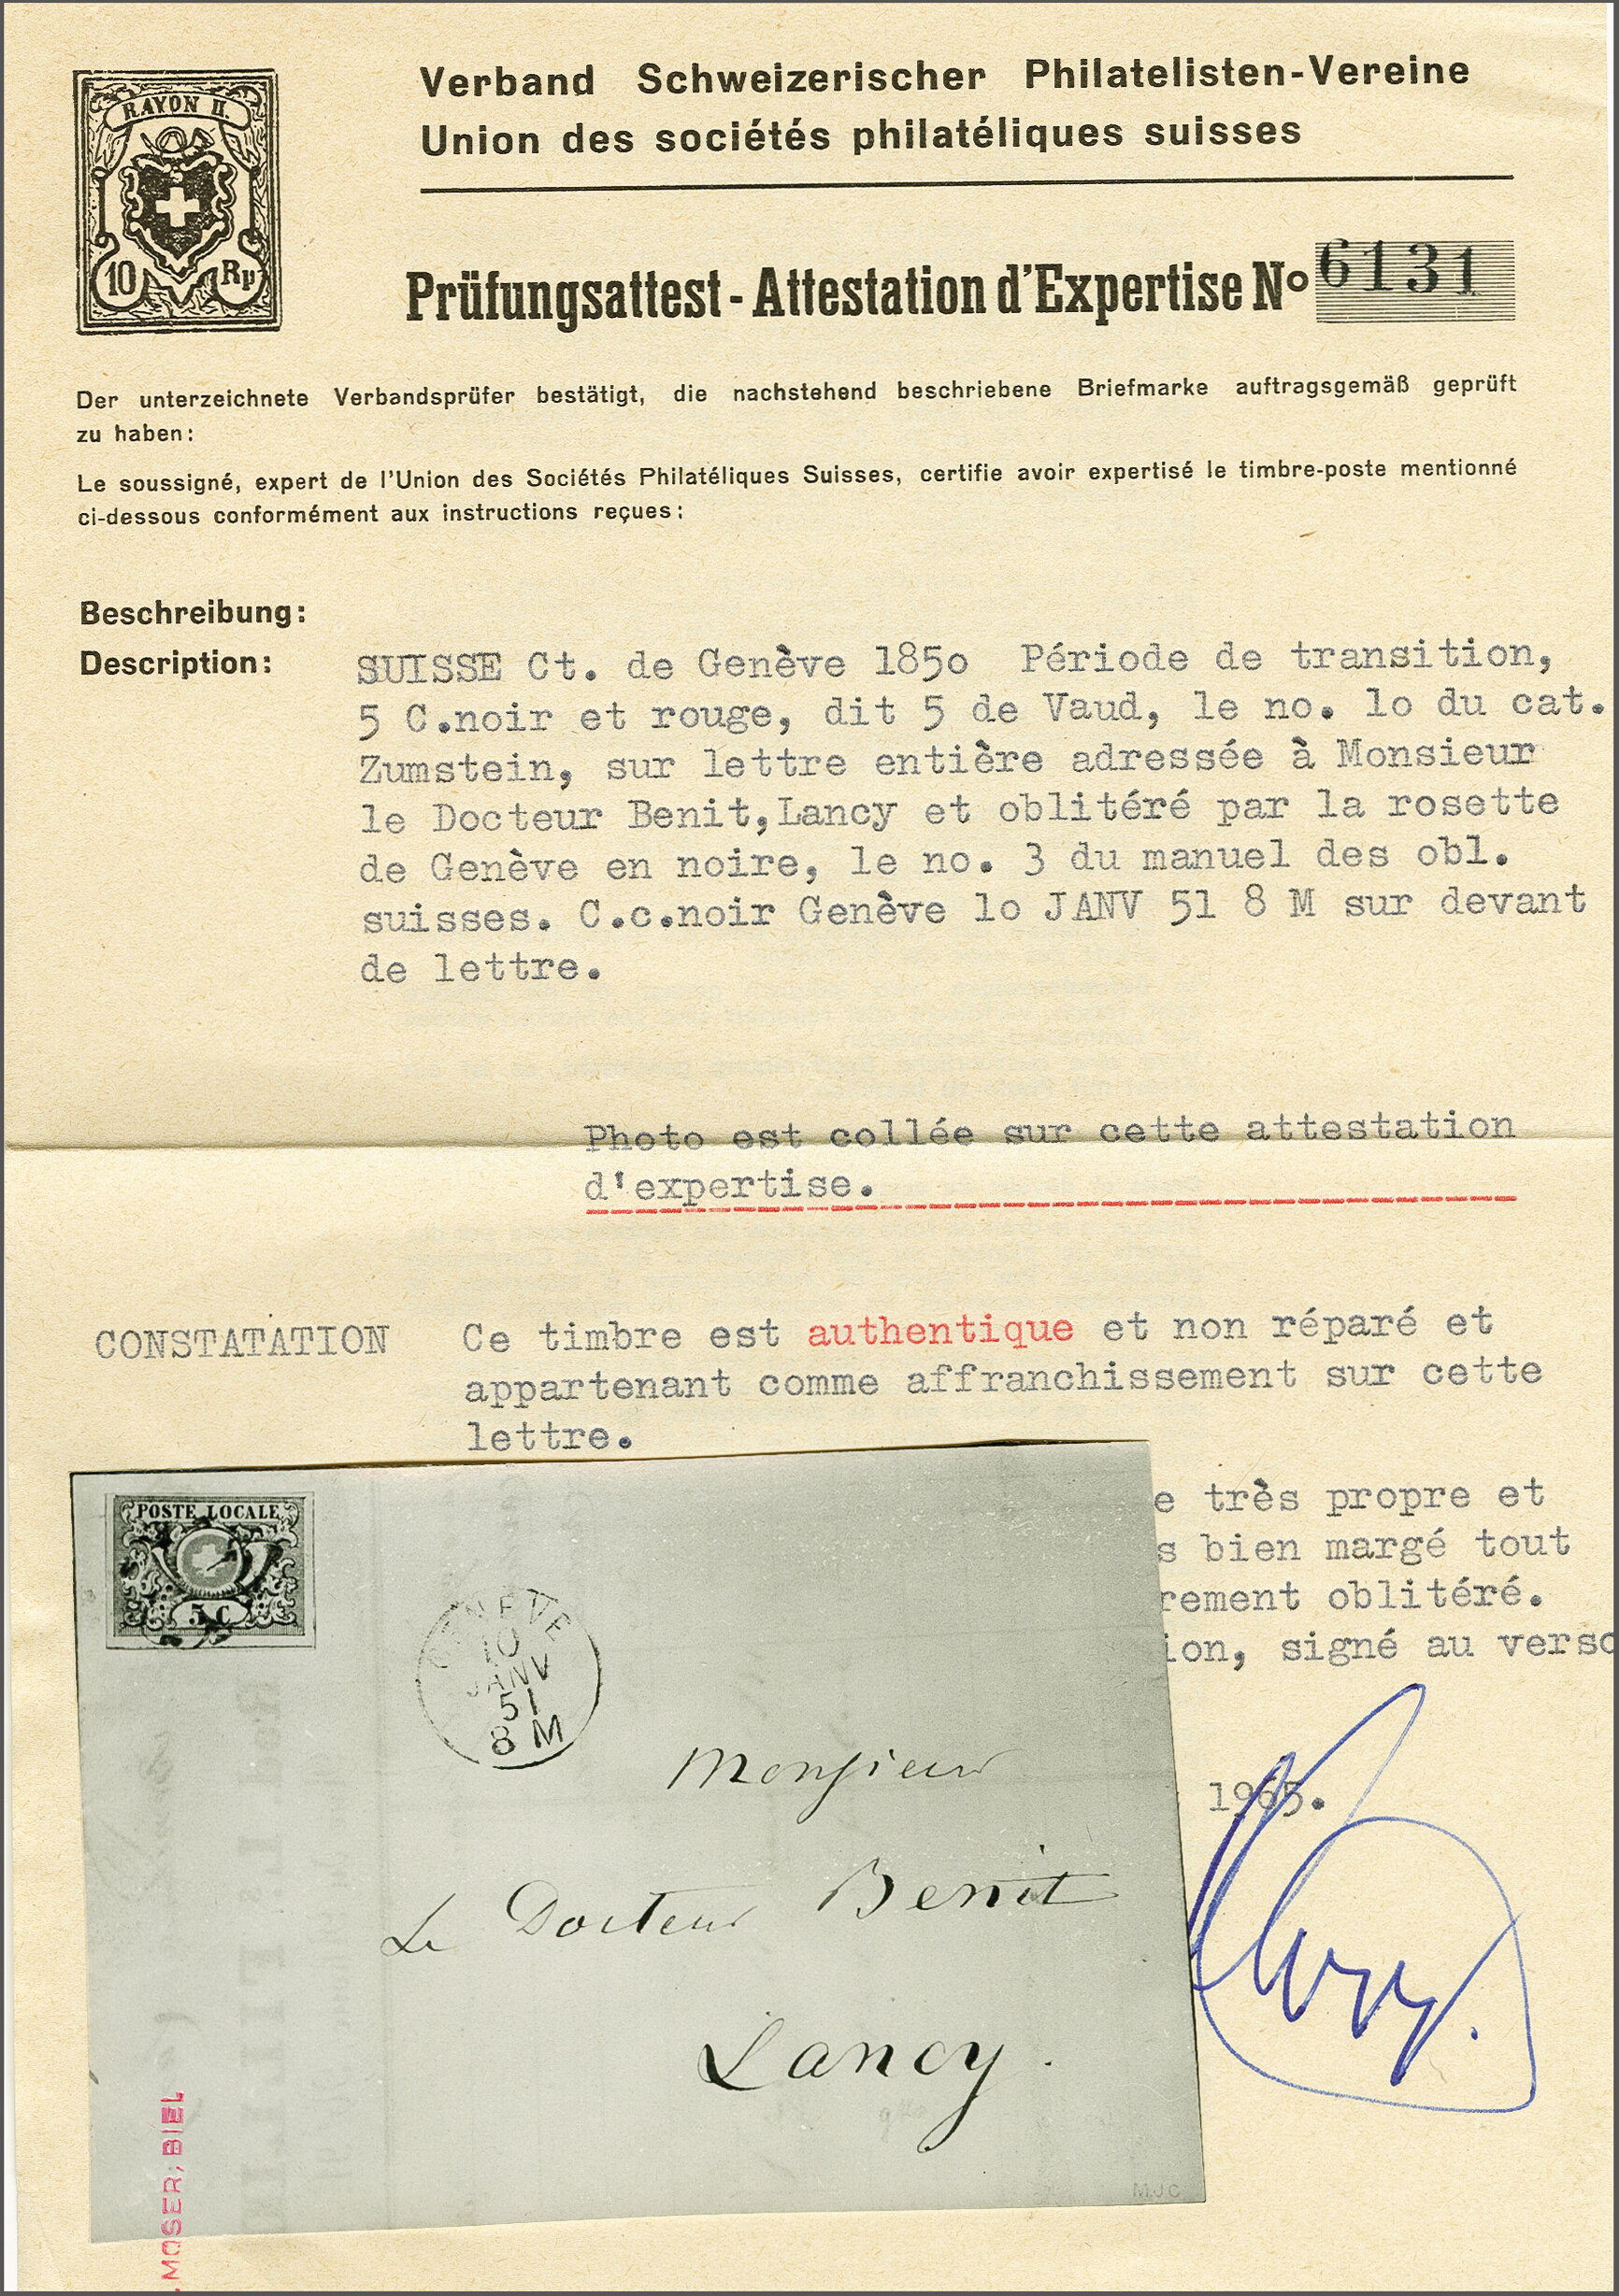 RAYON II.
10 Rp
Verband Schweizerischer Philatelisten-Vereine
Union des sociétés philatéliques suisses
Prüfungsattest - Attestation d'Expertise No 6131
Der unterzeichnete Verbandsprüfer bestätigt, die nachstehend beschriebene Briefmarke auftragsgemäß geprüft
zu haben:
Le soussigné, expert de l'Union des Sociétés Philatéliques Suisses, certifie avoir expertisé le timbre-poste mentionné
ci-dessous conformément aux instructions reçues:
Beschreibung:
Description:
SUISSE Ct. de Genève 185o Période de transition,
5 C.noir et rouge, dit 5 de Vaud, le no. lo du cat.
Zumstein, sur lettre entière adressée à Monsieur
le Docteur Benit,Lancy et oblitéré par la rosette
de Genève en noire, le no. 3 du manuel des obl.
suisses. C.c.noir Genève lo JANV 51 8 M sur devant
de lettre.
Photo est collée sur cette attestation
d'expertise.
CONSTATATION Ce timbre est authentique et non réparé et
appartenant comme affranchissement sur cette
lettre.
e très propre et
s bien margé tout
rement oblitéré.
ion, signé au verso
1965.
POSTE LOCALE
5 C
GENÈVE
10
JANV
51
8 M
Monsieur
Le Docteur Benit
Lancy.
M.J.C
. MOSER, BIEL